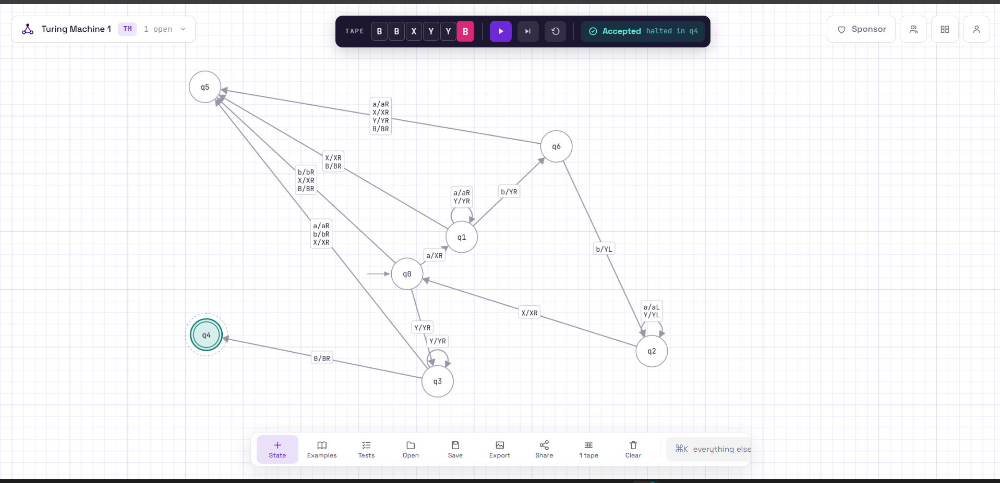 Turing Machine 1 TM 1 open
TAPE B B X Y Y B Accepted halted in q4
Sponsor
q5
a/aR
X/XR
Y/YR
B/BR
q6
X/XR
B/BR
b/bR
X/XR
B/BR
a/aR
Y/YR
b/YR
a/aR
b/bR
X/XR
q1
a/XR
b/YL
q0
a/aL
Y/YL
X/XR
Y/YR
q4
Y/YR
q2
B/BR
q3
State Examples Tests Open Save Export Share 1 tape Clear ⌘K everything else